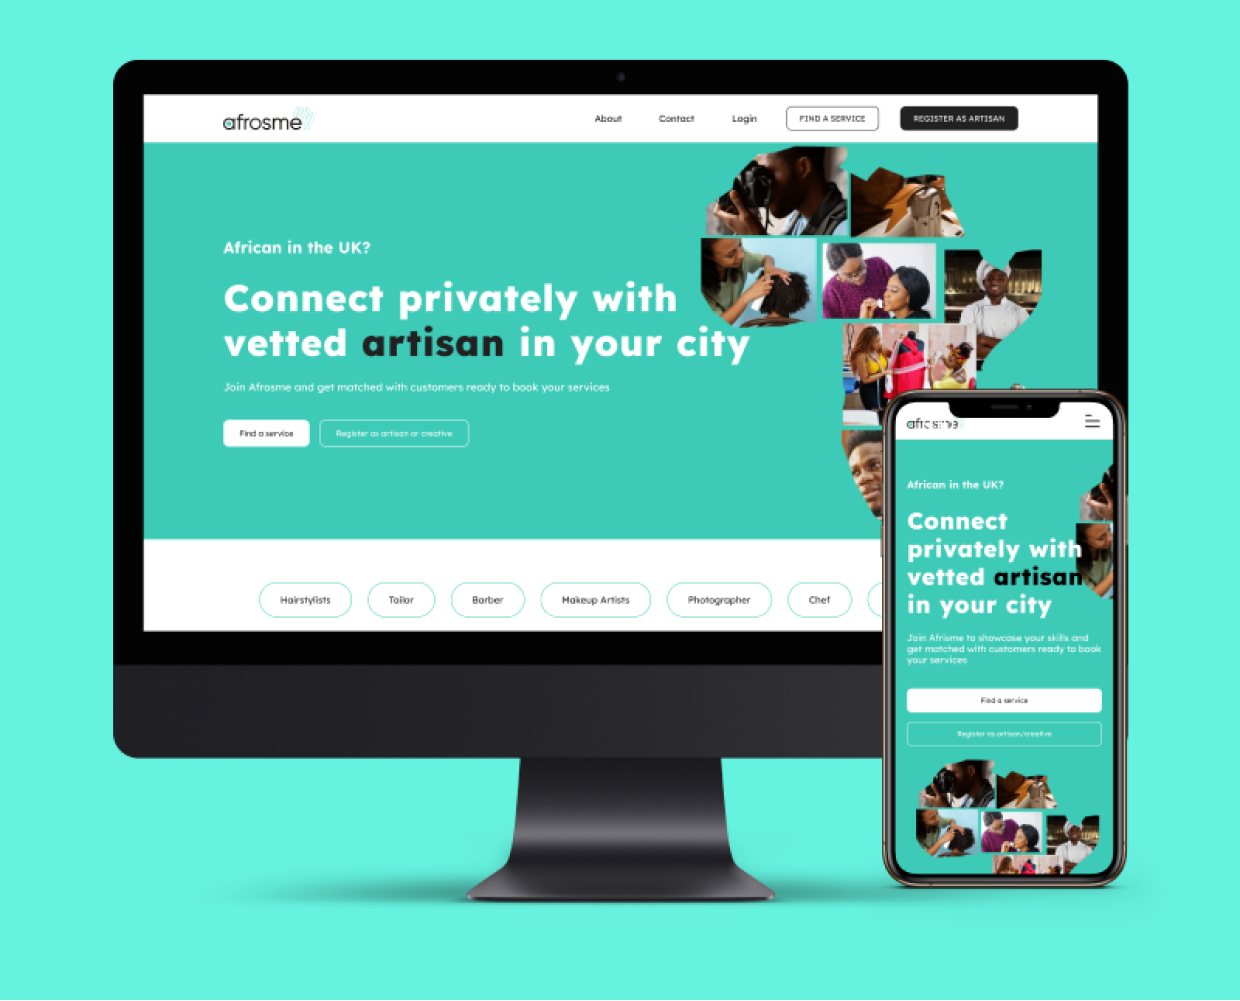 afrosme
About Contact Login FIND A SERVICE REGISTER AS ARTISAN
African in the UK?
Connect privately with
vetted artisan in your city
Join Afrosme and get matched with customers ready to book your services
Find a service Register as artisan or creative
Hairstylists Tailor Barber Makeup Artists Photographer Chef
afrosme
African in the UK?
Connect
privately with
vetted artisan
in your city
Join Afrisme to showcase your skills and
get matched with customers ready to book
your services
Find a service
Register as artisan/creative